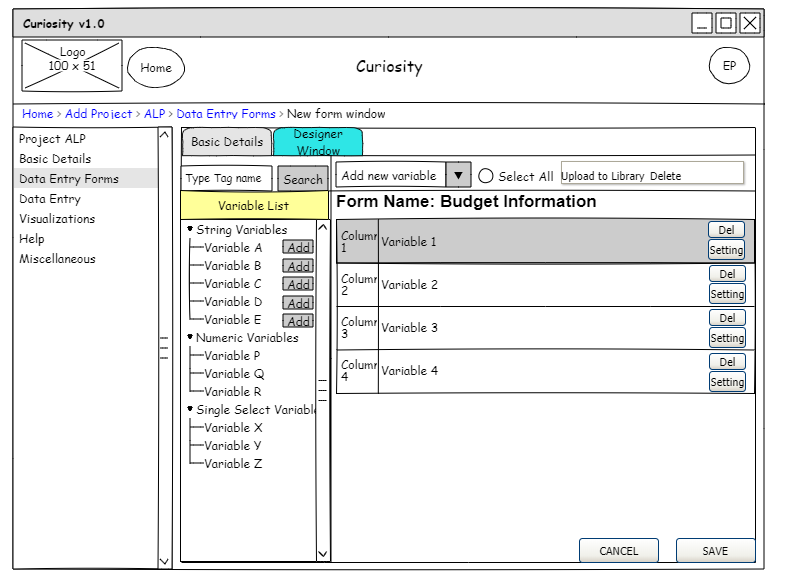 Curiosity v1.0
Logo
100 x 51
Home
Curiosity
EP
Home > Add Project > ALP > Data Entry Forms > New form window
Project ALP
Basic Details
Data Entry Forms
Data Entry
Visualizations
Help
Miscellaneous
Basic Details
Designer
Window
Type Tag name
Search
Add new variable
Select All
Upload to Library Delete
Variable List
String Variables
Variable A Add
Variable B Add
Variable C Add
Variable D Add
Variable E Add
Numeric Variables
Variable P
Variable Q
Variable R
Single Select Variabl
Variable X
Variable Y
Variable Z
Form Name: Budget Information
Column
1
Variable 1
Del
Setting
Column
2
Variable 2
Del
Setting
Column
3
Variable 3
Del
Setting
Column
4
Variable 4
Del
Setting
CANCEL
SAVE